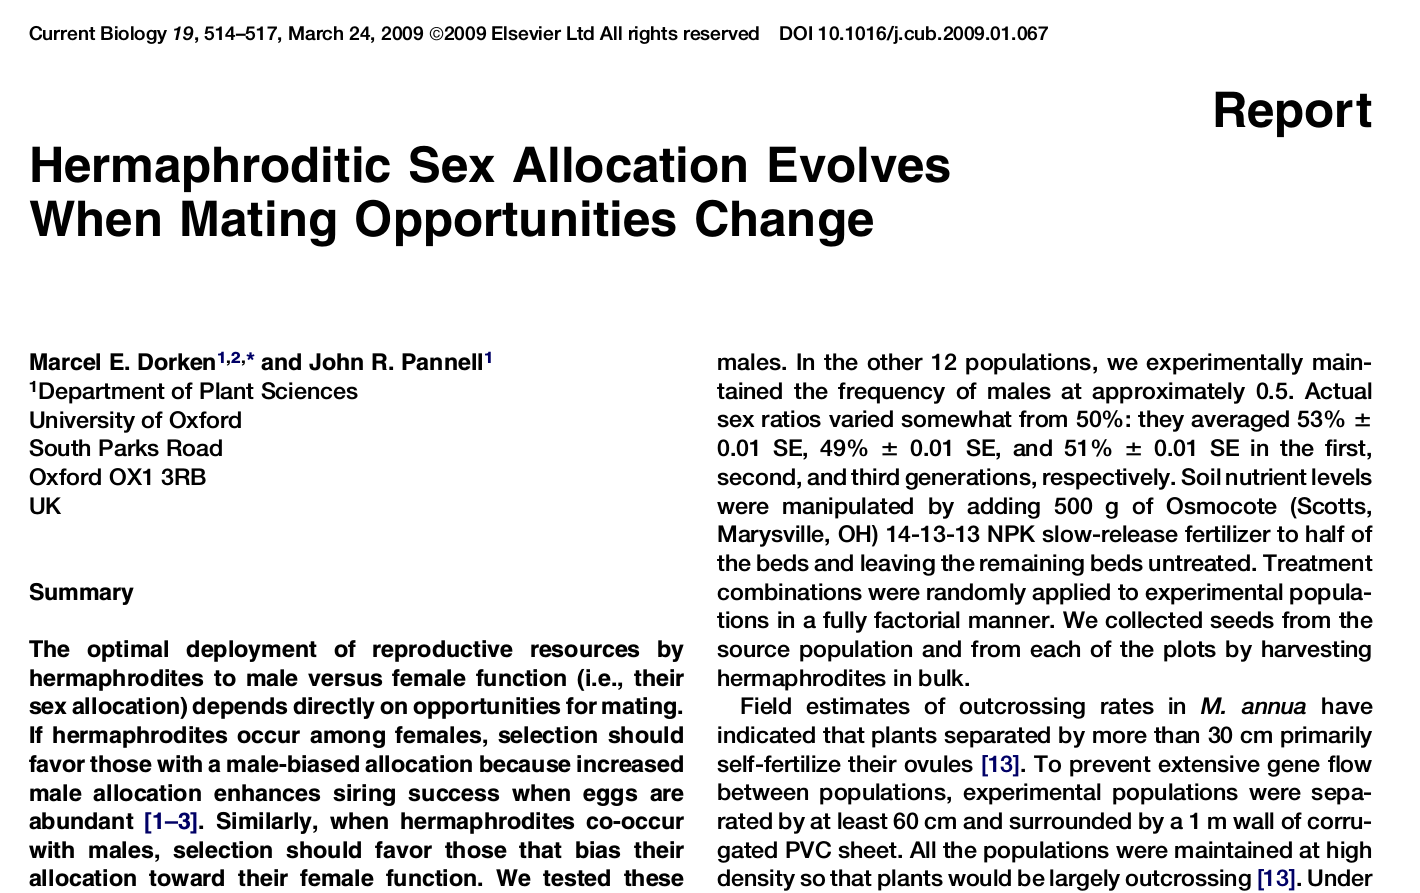 Current Biology 19, 514–517, March 24, 2009 ©2009 Elsevier Ltd All rights reserved DOI 10.1016/j.cub.2009.01.067
Report
Hermaphroditic Sex Allocation Evolves
When Mating Opportunities Change
Marcel E. Dorken1,2,* and John R. Pannell1
1Department of Plant Sciences
University of Oxford
South Parks Road
Oxford OX1 3RB
UK
Summary
The optimal deployment of reproductive resources by
hermaphrodites to male versus female function (i.e., their
sex allocation) depends directly on opportunities for mating.
If hermaphrodites occur among females, selection should
favor those with a male-biased allocation because increased
male allocation enhances siring success when eggs are
abundant [1–3]. Similarly, when hermaphrodites co-occur
with males, selection should favor those that bias their
allocation toward their female function. We tested these
males. In the other 12 populations, we experimentally main-
tained the frequency of males at approximately 0.5. Actual
sex ratios varied somewhat from 50%: they averaged 53% ±
0.01 SE, 49% ± 0.01 SE, and 51% ± 0.01 SE in the first,
second, and third generations, respectively. Soil nutrient levels
were manipulated by adding 500 g of Osmocote (Scotts,
Marysville, OH) 14-13-13 NPK slow-release fertilizer to half of
the beds and leaving the remaining beds untreated. Treatment
combinations were randomly applied to experimental popula-
tions in a fully factorial manner. We collected seeds from the
source population and from each of the plots by harvesting
hermaphrodites in bulk.
Field estimates of outcrossing rates in M. annua have
indicated that plants separated by more than 30 cm primarily
self-fertilize their ovules [13]. To prevent extensive gene flow
between populations, experimental populations were sepa-
rated by at least 60 cm and surrounded by a 1 m wall of corru-
gated PVC sheet. All the populations were maintained at high
density so that plants would be largely outcrossing [13]. Under